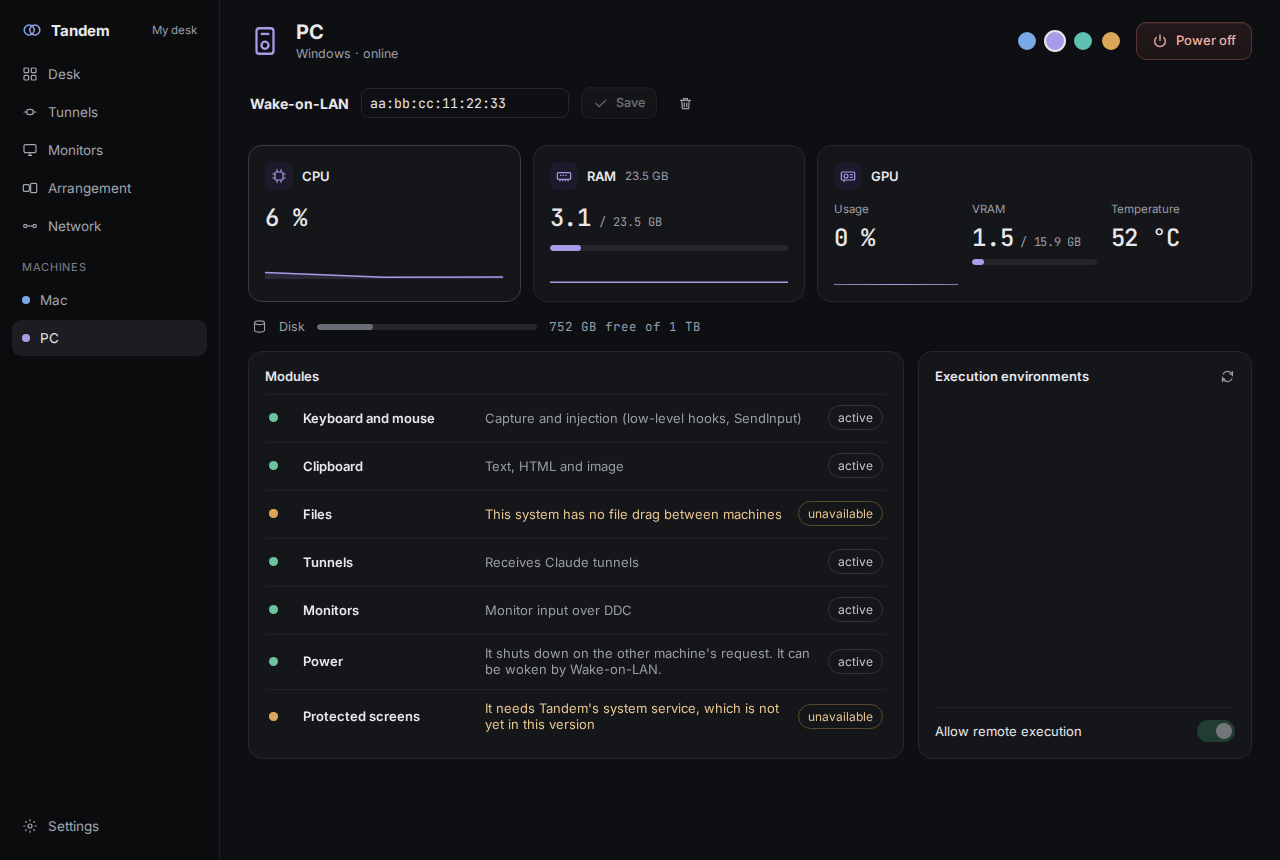 Tandem
My desk
Desk
Tunnels
Monitors
Arrangement
Network
MACHINES
Mac
PC
Settings
PC
Windows · online
Power off
Wake-on-LAN
aa:bb:cc:11:22:33
Save
CPU
6 %
RAM 23.5 GB
3.1 / 23.5 GB
GPU
Usage
0 %
VRAM
1.5 / 15.9 GB
Temperature
52 °C
Disk
752 GB free of 1 TB
Modules
Keyboard and mouse
Capture and injection (low-level hooks, SendInput)
active
Clipboard
Text, HTML and image
active
Files
This system has no file drag between machines
unavailable
Tunnels
Receives Claude tunnels
active
Monitors
Monitor input over DDC
active
Power
It shuts down on the other machine's request. It can
be woken by Wake-on-LAN.
active
Protected screens
It needs Tandem's system service, which is not
yet in this version
unavailable
Execution environments
Allow remote execution